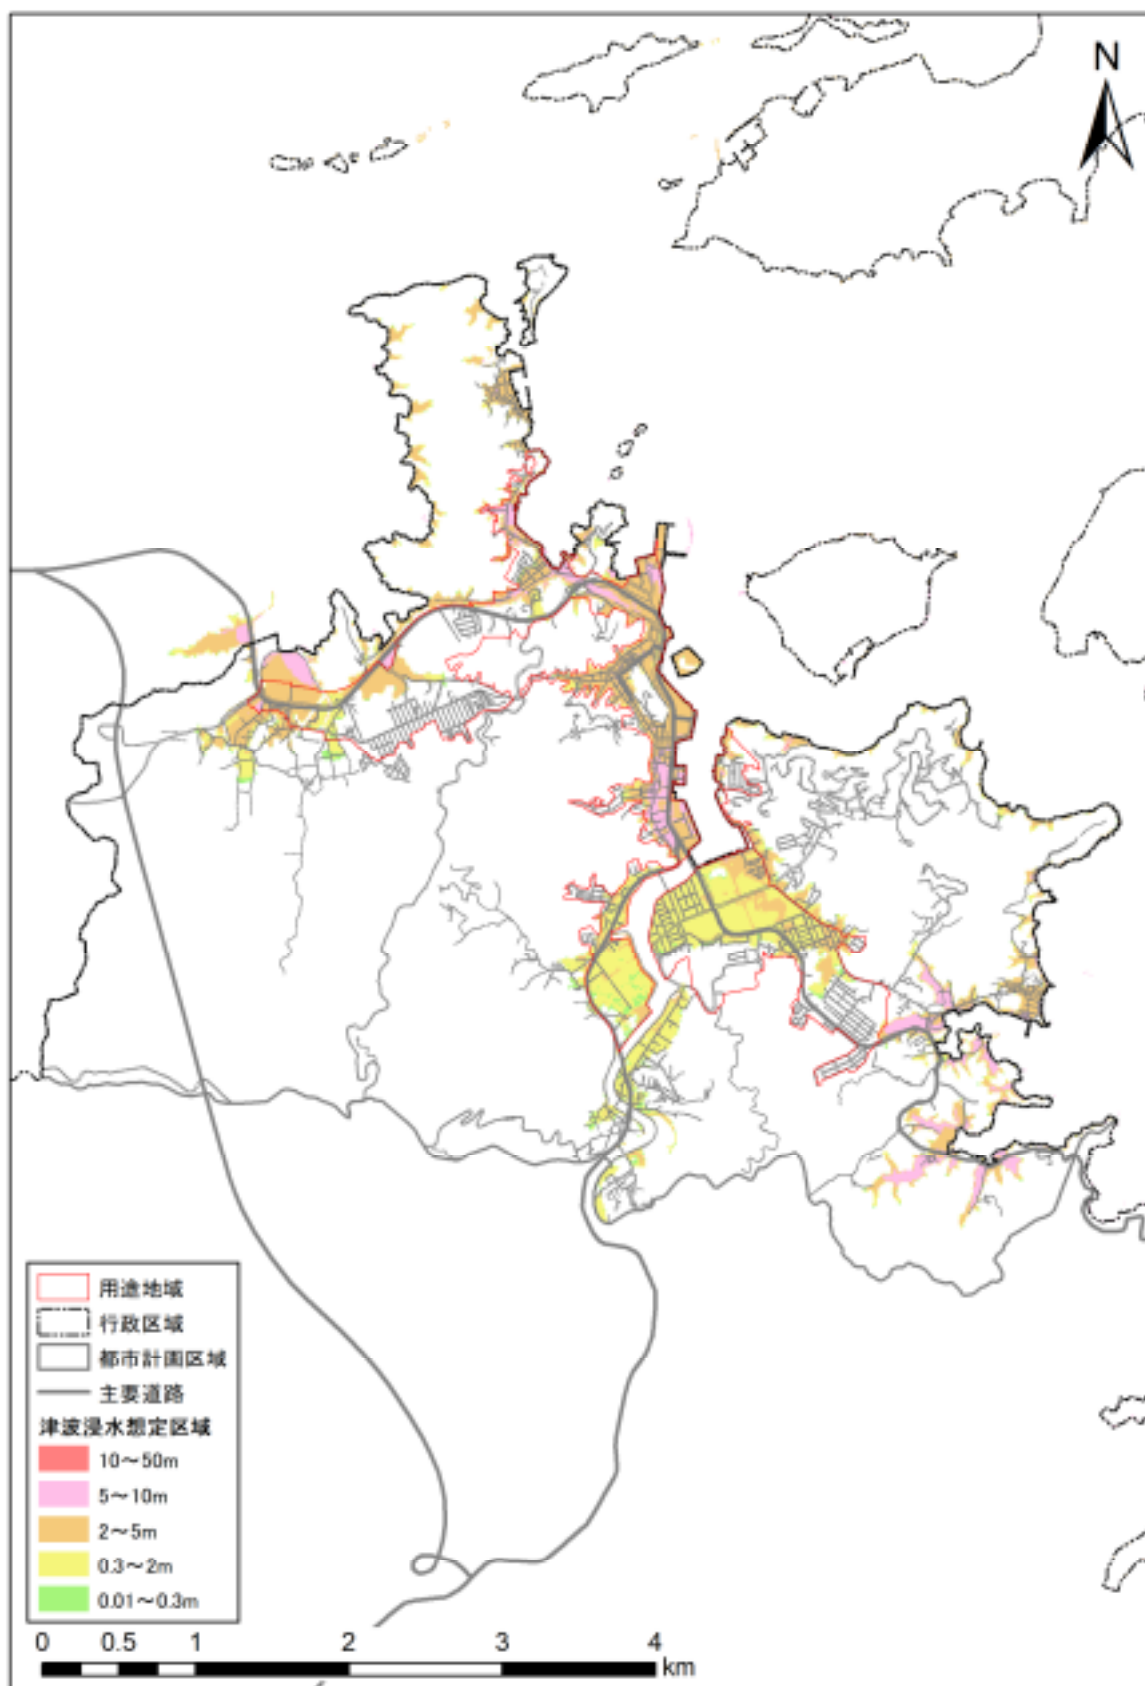 N
用途地域
行政区域
都市計画区域
主要道路
津波浸水想定区域
10～50m
5～10m
2～5m
0.3～2m
0.01～0.3m
0 0.5 1 2 3 4 km